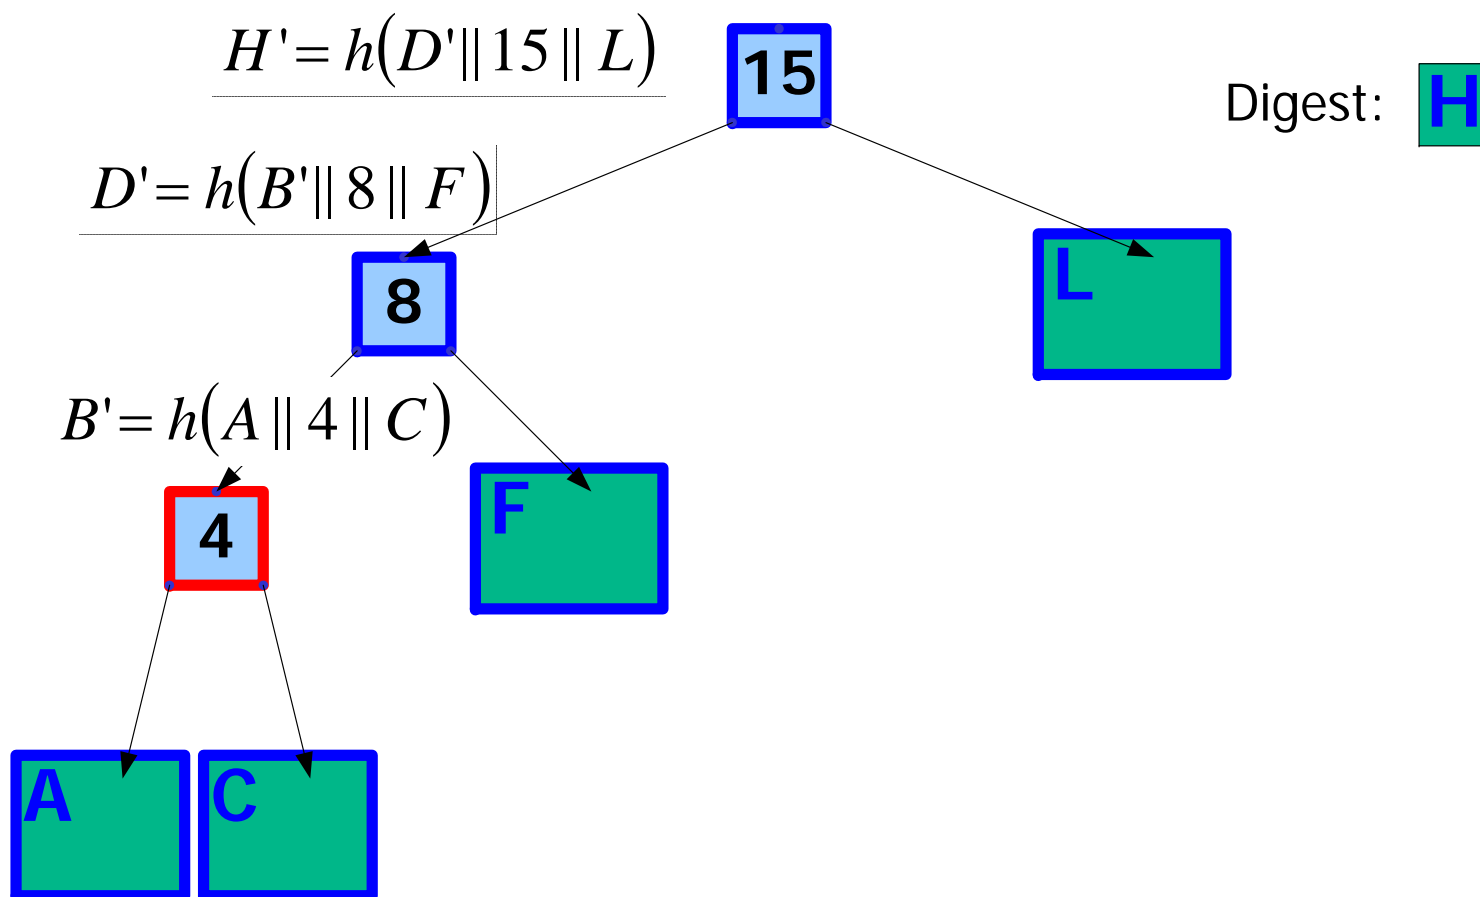 H'= h(D'|| 15 || L)
15
Digest: H
D'= h(B'|| 8 || F)
8
L
B'= h(A || 4 || C)
4
F
A
C